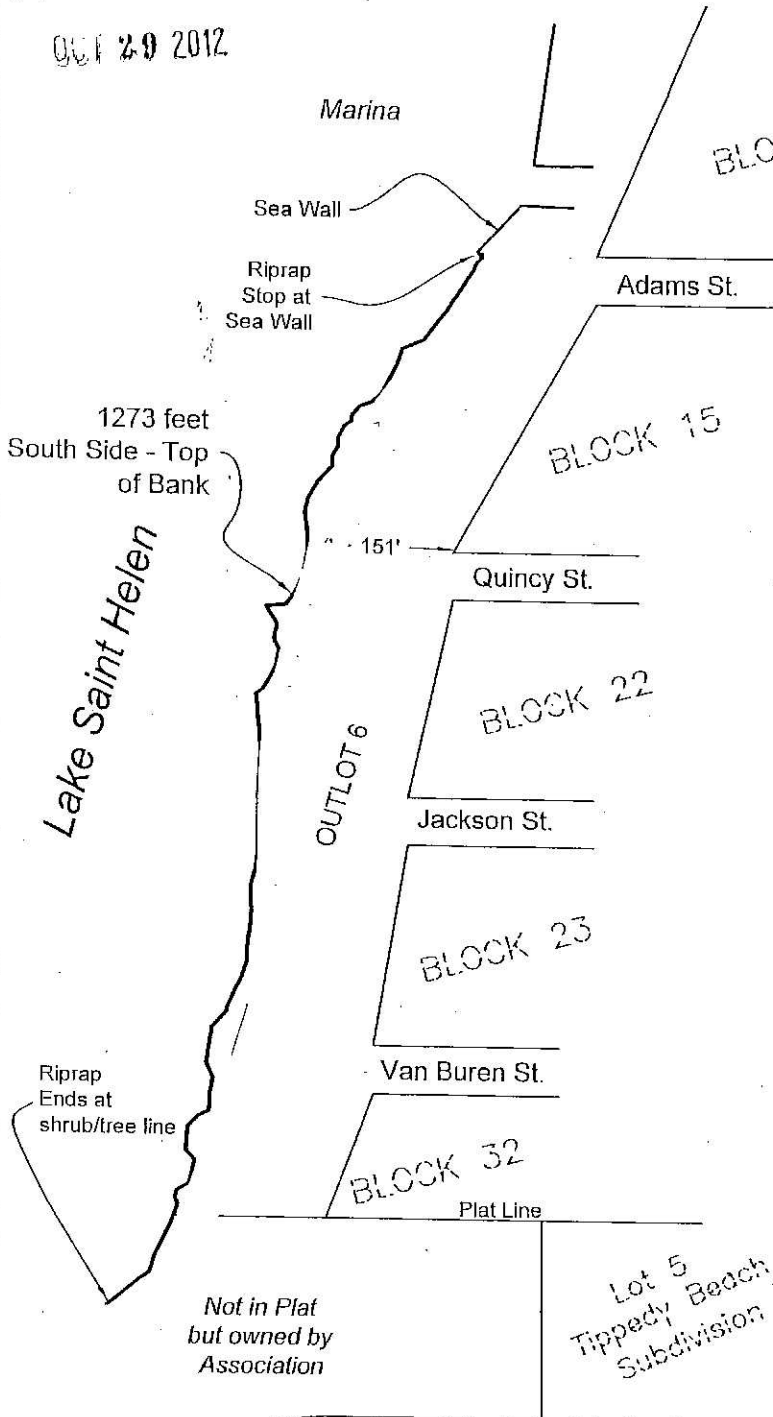 OCT 29 2012
Marina
BLO
Sea Wall
Adams St.
Riprap
Stop at
Sea Wall
1273 feet
South Side - Top
of Bank
BLOCK 15
151'
Quincy St.
Lake Saint Helen
BLOCK 22
OUTLOT 6
Jackson St.
BLOCK 23
Van Buren St.
Riprap
Ends at
shrub/tree line
BLOCK 32
Plat Line
Lot 5
Tippedy Beach
Subdivision
Not in Plat
but owned by
Association